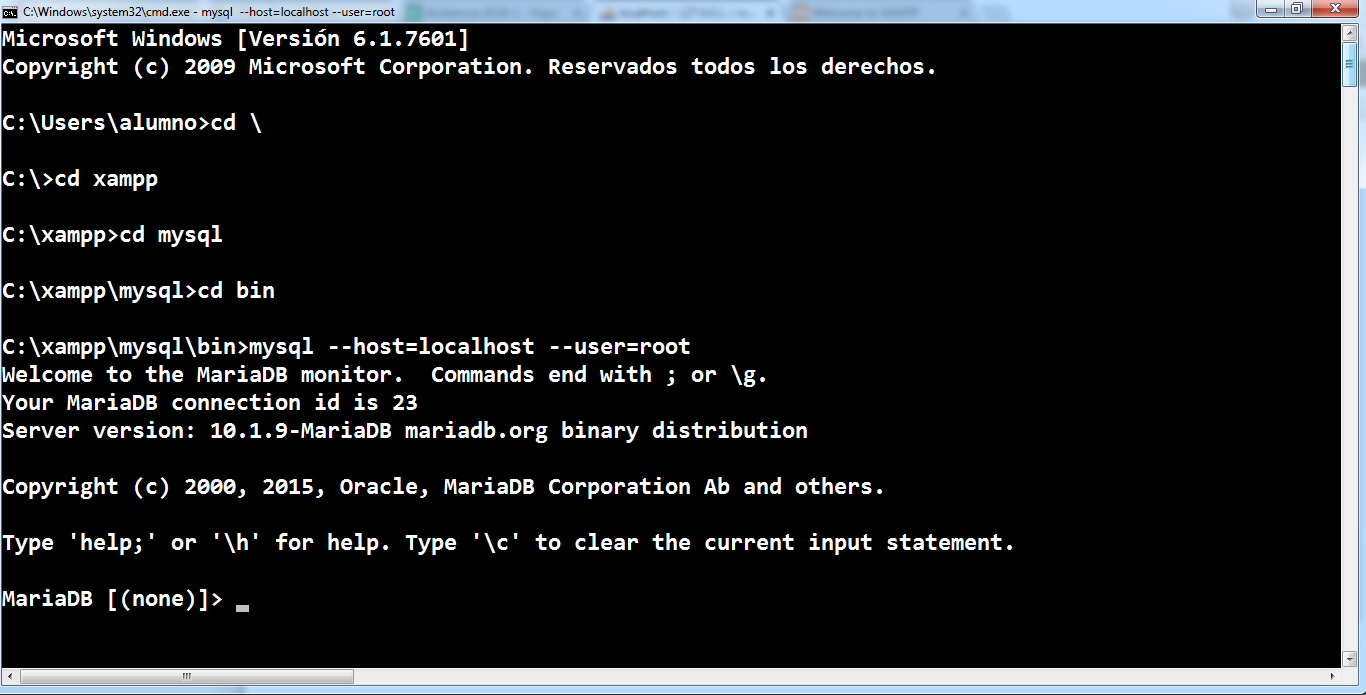 C:\Windows\system32\cmd.exe - mysql --host=localhost --user=root
Microsoft Windows [Versión 6.1.7601]
Copyright (c) 2009 Microsoft Corporation. Reservados todos los derechos.
C:\Users\alumno>cd \
C:\>cd xampp
C:\xampp>cd mysql
C:\xampp\mysql>cd bin
C:\xampp\mysql\bin>mysql --host=localhost --user=root
Welcome to the MariaDB monitor.  Commands end with ; or \g.
Your MariaDB connection id is 23
Server version: 10.1.9-MariaDB mariadb.org binary distribution
Copyright (c) 2000, 2015, Oracle, MariaDB Corporation Ab and others.
Type 'help;' or '\h' for help. Type '\c' to clear the current input statement.
MariaDB [(none)]> _